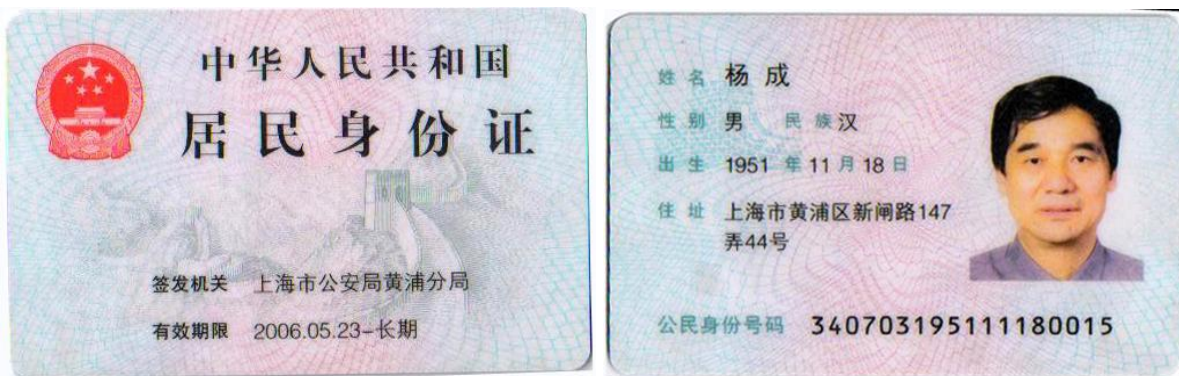 中华人民共和国
居民身份证
签发机关 上海市公安局黄浦分局
有效期限 2006.05.23-长期
姓名 杨成
性别 男 民族 汉
出生 1951 年 11 月 18 日
住址 上海市黄浦区新闸路147
弄44号
公民身份号码 340703195111180015